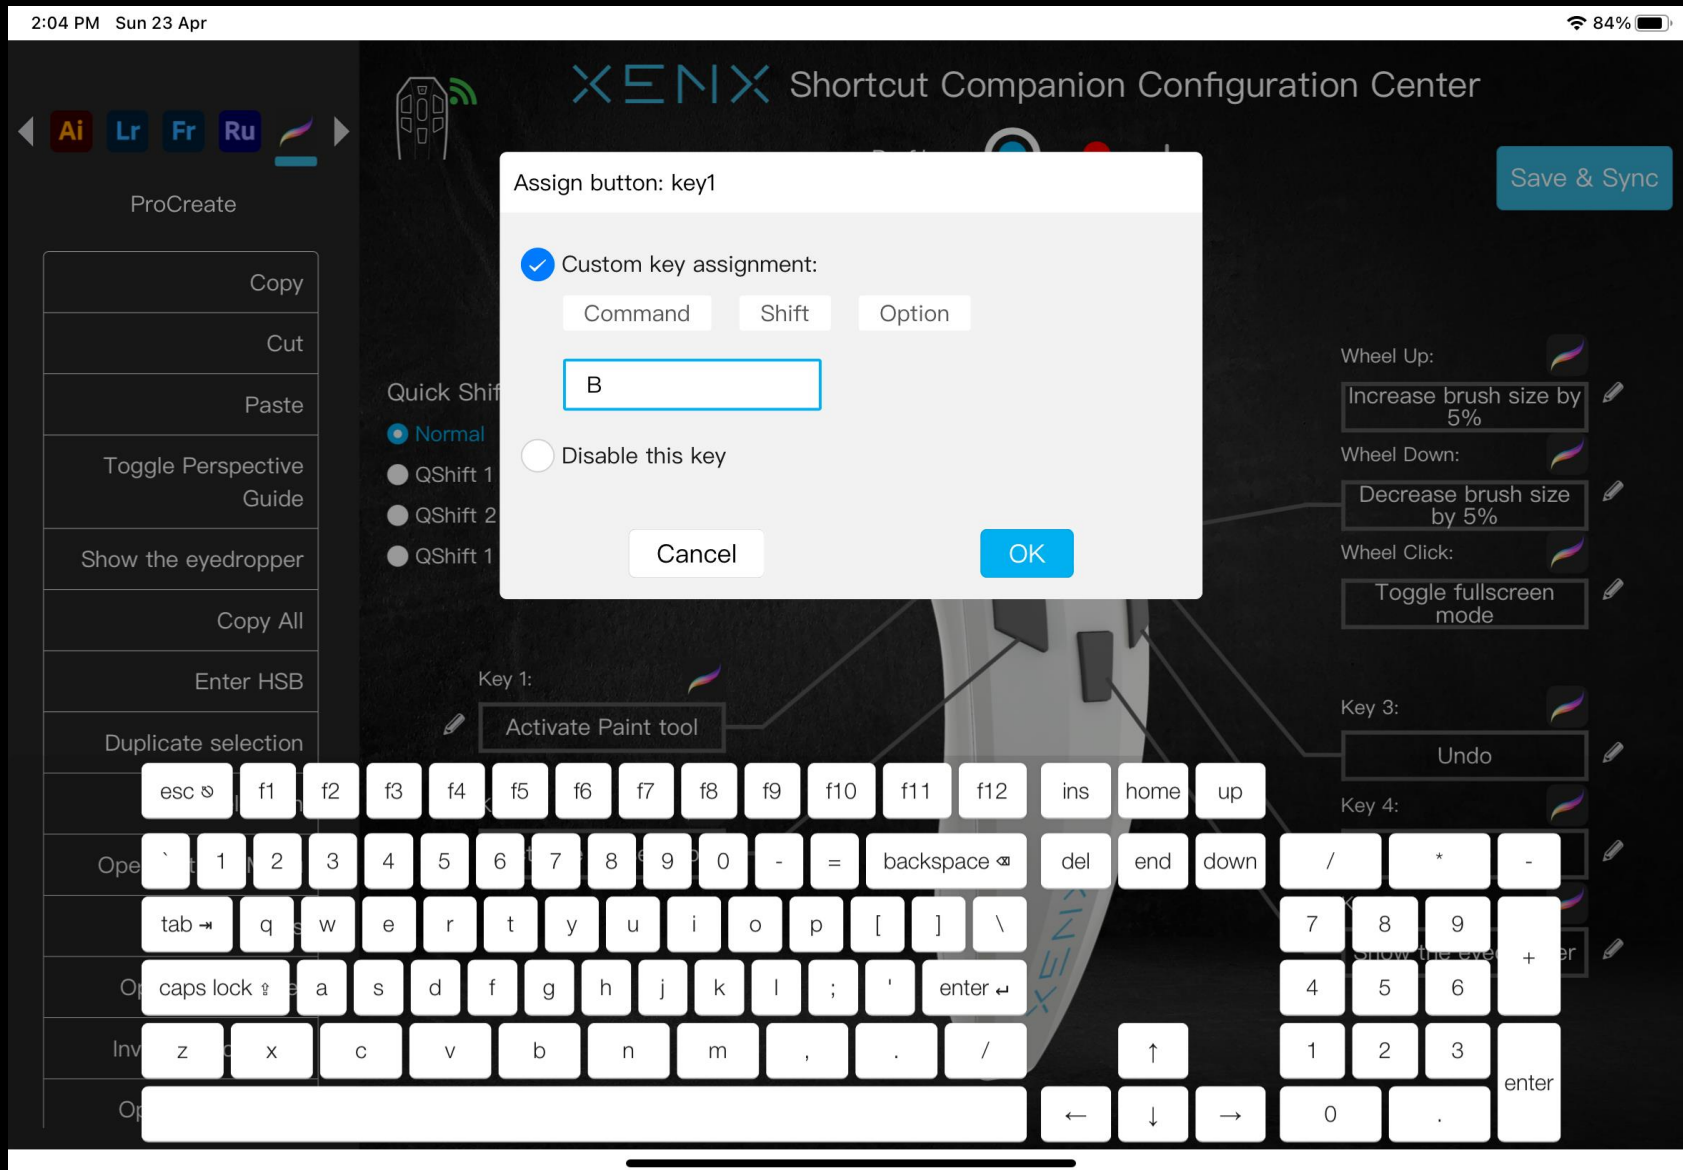 2:04 PM Sun 23 Apr
84%
XENX Shortcut Companion Configuration Center
Ai Lr Fr Ru
ProCreate
Save & Sync
Assign button: key1
Custom key assignment:
Command Shift Option
B
Disable this key
Cancel OK
Copy
Cut
Paste
Toggle Perspective
Guide
Show the eyedropper
Copy All
Enter HSB
Duplicate selection
Ope
Inv
Op
Quick Shif
Normal
QShift 1
QShift 2
QShift 1
Wheel Up:
Increase brush size by
5%
Wheel Down:
Decrease brush size
by 5%
Wheel Click:
Toggle fullscreen
mode
Key 1:
Activate Paint tool
Key 3:
Undo
Key 4:
XENX
esc f1 f2 f3 f4 f5 f6 f7 f8 f9 f10 f11 f12 ins home up
` 1 2 3 4 5 6 7 8 9 0 - = backspace del end down / * -
tab q w e r t y u i o p [ ] \ 7 8 9 +
caps lock a s d f g h j k l ; ' enter 4 5 6
z x c v b n m , . / ↑ 1 2 3 enter
← ↓ → 0 .